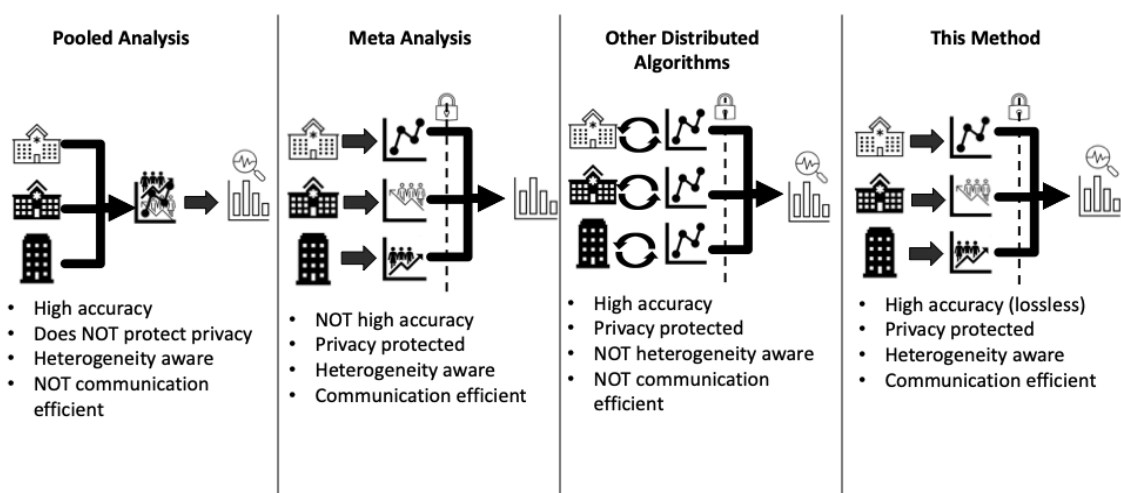 Pooled Analysis
• High accuracy
• Does NOT protect privacy
• Heterogeneity aware
• NOT communication
efficient
Meta Analysis
• NOT high accuracy
• Privacy protected
• Heterogeneity aware
• Communication efficient
Other Distributed
Algorithms
• High accuracy
• Privacy protected
• NOT heterogeneity aware
• NOT communication
efficient
This Method
• High accuracy (lossless)
• Privacy protected
• Heterogeneity aware
• Communication efficient